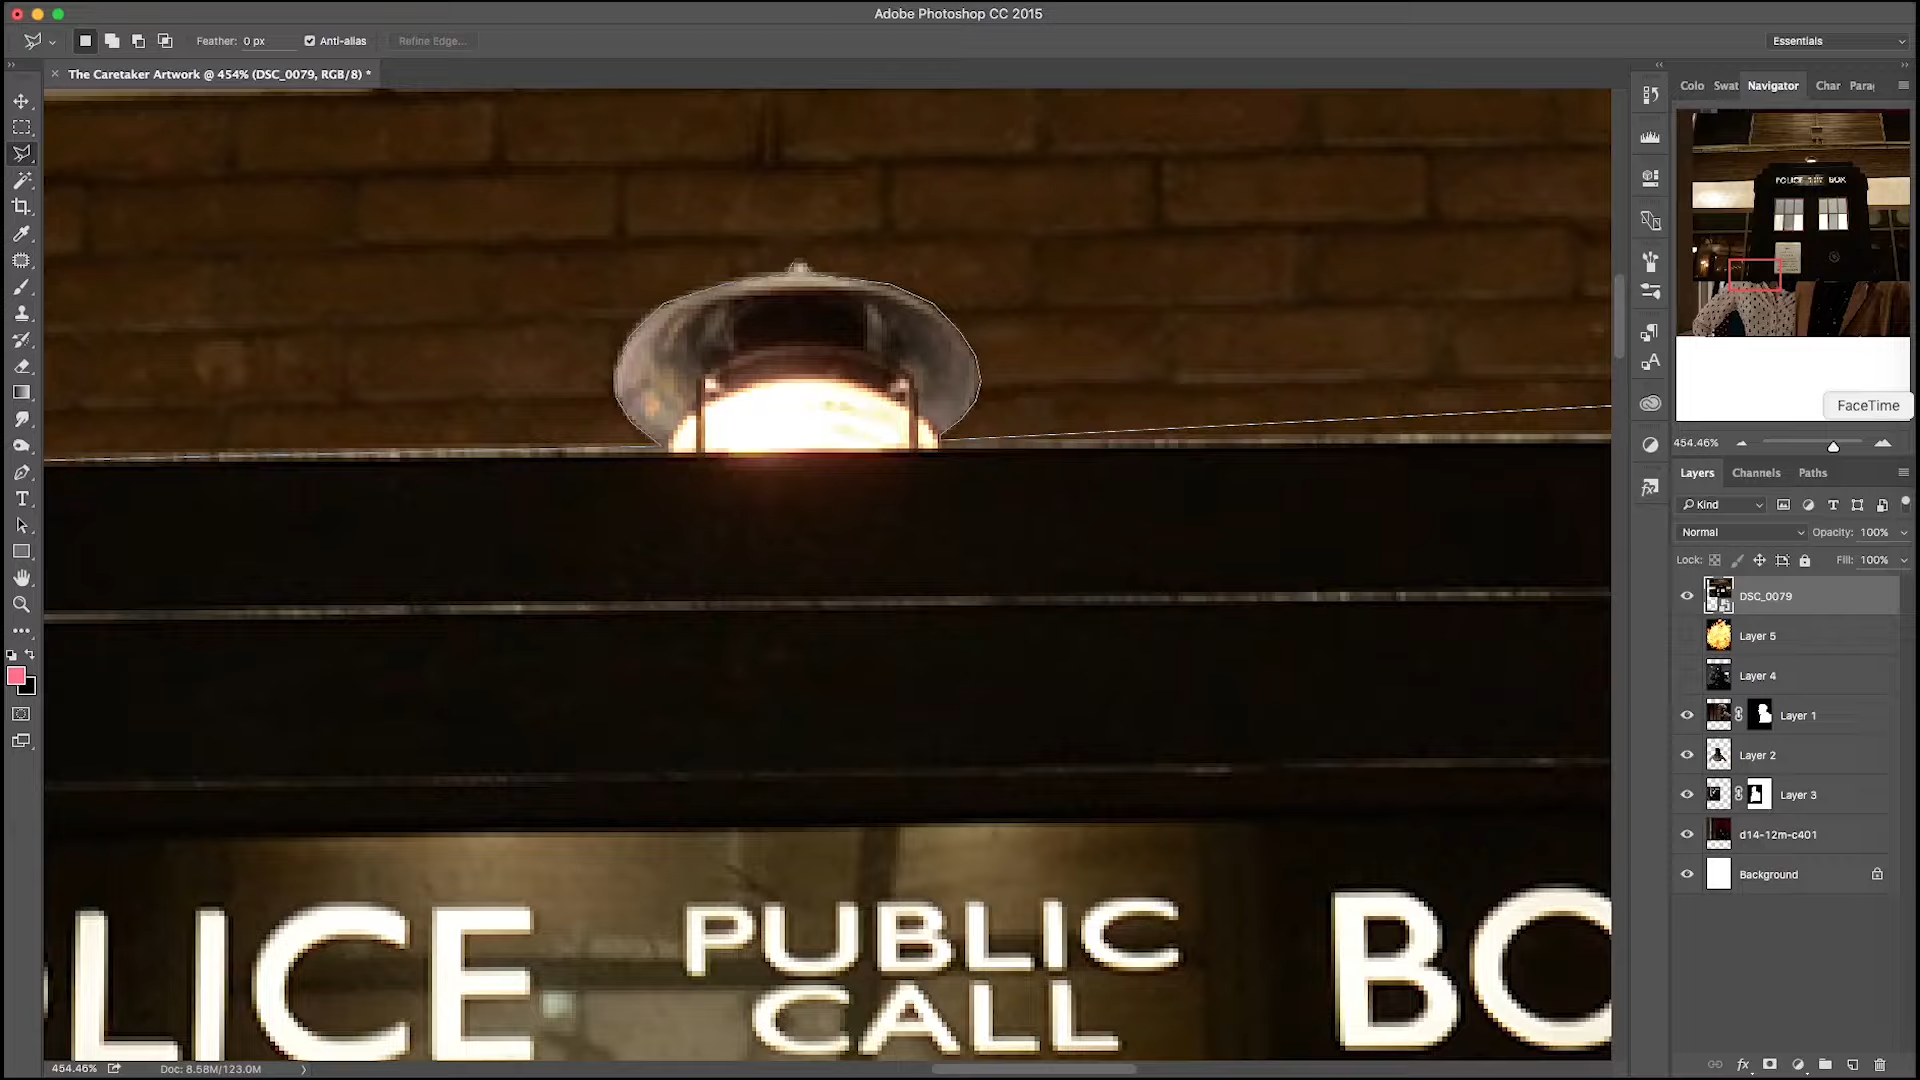 Adobe Photoshop CC 2015
Feather: 0 px
Anti-alias
Refine Edge...
Essentials
The Caretaker Artwork @ 454% (DSC_0079, RGB/8) *
Colo
Swat
Navigator
Char
Para
POLICE BOX
FaceTime
454.46%
Layers
Channels
Paths
Kind
Normal
Opacity: 100%
Lock:
Fill: 100%
DSC_0079
Layer 5
Layer 4
Layer 1
Layer 2
Layer 3
d14-12m-c401
Background
LICE
PUBLIC
CALL
BO
454.46%
Doc: 8.58M/123.0M
fx